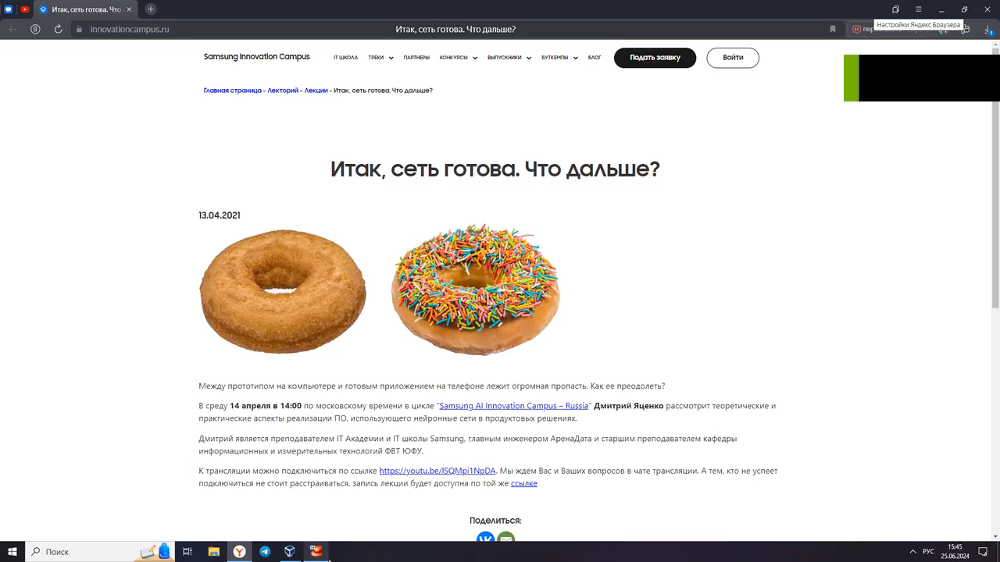 Итак, сеть готова. Что
innovationcampus.ru
Итак, сеть готова. Что дальше?
Настройки Яндекс Браузера
Samsung Innovation Campus
IT ШКОЛА
ТРЕКИ
ПАРТНЕРЫ
КОНКУРСЫ
ВЫПУСКНИКИ
БУТКЕМПЫ
БЛОГ
Подать заявку
Войти
Главная страница » Лекторий » Лекции » Итак, сеть готова. Что дальше?
Итак, сеть готова. Что дальше?
13.04.2021
Между прототипом на компьютере и готовым приложением на телефоне лежит огромная пропасть. Как ее преодолеть?
В среду 14 апреля в 14:00 по московскому времени в цикле “Samsung AI Innovation Campus – Russia” Дмитрий Яценко рассмотрит теоретические и
практические аспекты реализации ПО, использующего нейронные сети в продуктовых решениях.
Дмитрий является преподавателем IT Академии и IT школы Samsung, главным инженером АренаДата и старшим преподавателем кафедры
информационных и измерительных технологий ФВТ ЮФУ.
К трансляции можно подключиться по ссылке https://youtu.be/lSQMpi1NpDA. Мы ждем Вас и Ваших вопросов в чате трансляции. А тем, кто не успеет
подключиться не стоит расстраиваться, запись лекции будет доступна по той же ссылке
Поделиться:
Поиск
РУС
15:45
25.06.2024